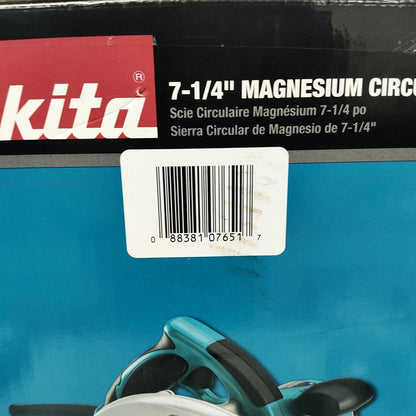 kita®
7-1/4" MAGNESIUM CIRCU
Scie Circulaire Magnésium 7-1/4 po
Sierra Circular de Magnesio de 7-1/4"
0 88381 07651 7